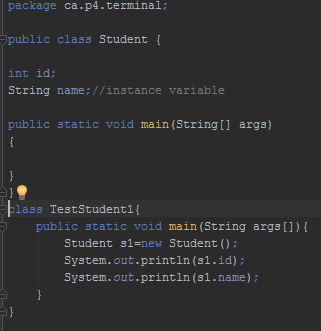 package ca.p4.terminal;
public class Student {
int id;
String name;//instance variable
public static void main(String[] args)
{
}
}
class TestStudent1{
public static void main(String args[]){
Student s1=new Student();
System.out.println(s1.id);
System.out.println(s1.name);
}
}